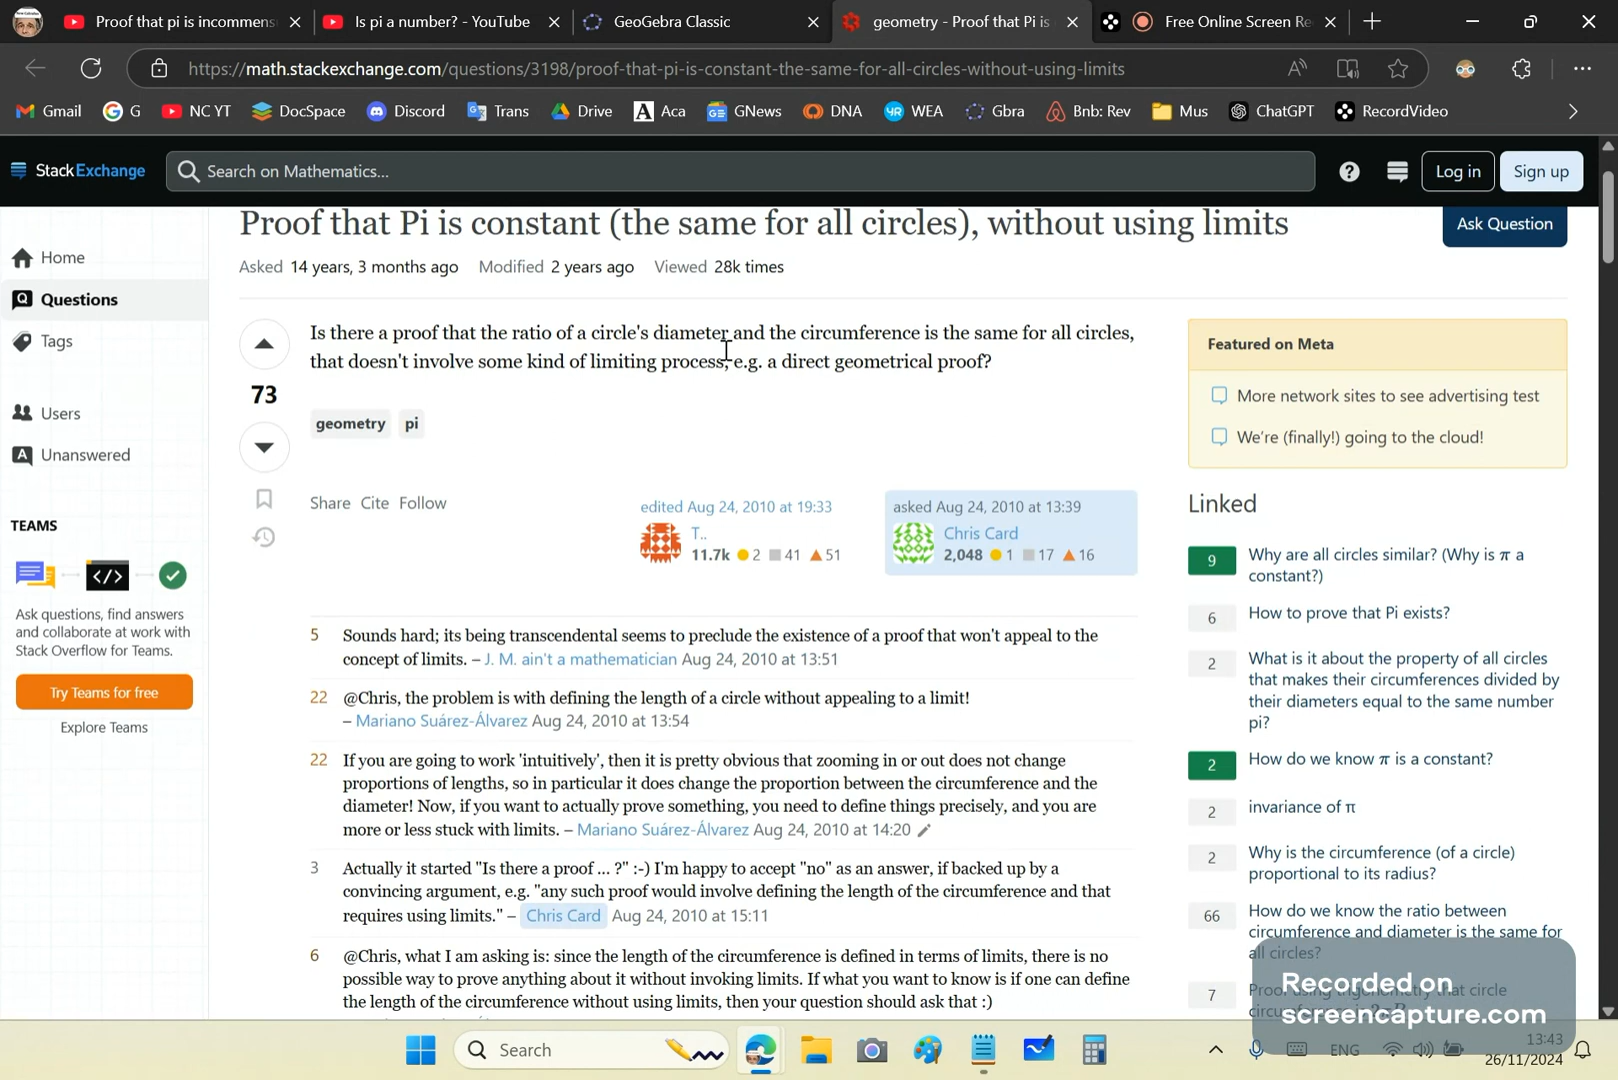 Proof that pi is incommens
Is pi a number? - YouTube
GeoGebra Classic
geometry - Proof that Pi is
Free Online Screen Re
https://math.stackexchange.com/questions/3198/proof-that-pi-is-constant-the-same-for-all-circles-without-using-limits
Gmail
G
NC YT
DocSpace
Discord
Trans
Drive
Aca
GNews
DNA
WEA
Gbra
Bnb: Rev
Mus
ChatGPT
RecordVideo
StackExchange
Search on Mathematics...
Log in
Sign up
Proof that Pi is constant (the same for all circles), without using limits
Ask Question
Asked 14 years, 3 months ago Modified 2 years ago Viewed 28k times
Home
Questions
Tags
Users
Unanswered
TEAMS
Ask questions, find answers
and collaborate at work with
Stack Overflow for Teams.
Try Teams for free
Explore Teams
Is there a proof that the ratio of a circle's diameter and the circumference is the same for all circles,
that doesn't involve some kind of limiting process, e.g. a direct geometrical proof?
73
geometry pi
Share Cite Follow
edited Aug 24, 2010 at 19:33
T..
11.7k 2 41 51
asked Aug 24, 2010 at 13:39
Chris Card
2,048 1 17 16
5 Sounds hard; its being transcendental seems to preclude the existence of a proof that won't appeal to the
concept of limits. – J. M. ain't a mathematician Aug 24, 2010 at 13:51
22 @Chris, the problem is with defining the length of a circle without appealing to a limit!
– Mariano Suárez-Álvarez Aug 24, 2010 at 13:54
22 If you are going to work 'intuitively', then it is pretty obvious that zooming in or out does not change
proportions of lengths, so in particular it does change the proportion between the circumference and the
diameter! Now, if you want to actually prove something, you need to define things precisely, and you are
more or less stuck with limits. – Mariano Suárez-Álvarez Aug 24, 2010 at 14:20
3 Actually it started "Is there a proof ... ?" :-) I'm happy to accept "no" as an answer, if backed up by a
convincing argument, e.g. "any such proof would involve defining the length of the circumference and that
requires using limits." – Chris Card Aug 24, 2010 at 15:11
6 @Chris, what I am asking is: since the length of the circumference is defined in terms of limits, there is no
possible way to prove anything about it without invoking limits. If what you want to know is if one can define
the length of the circumference without using limits, then your question should ask that :)
Featured on Meta
More network sites to see advertising test
We're (finally!) going to the cloud!
Linked
9 Why are all circles similar? (Why is π a
constant?)
6 How to prove that Pi exists?
2 What is it about the property of all circles
that makes their circumferences divided by
their diameters equal to the same number
pi?
2 How do we know π is a constant?
2 invariance of π
2 Why is the circumference (of a circle)
proportional to its radius?
66 How do we know the ratio between
circumference and diameter is the same for
all circles?
7 Proof using trigonometry that circle
Recorded on
screencapture.com
Search
ENG
13:43
26/11/2024